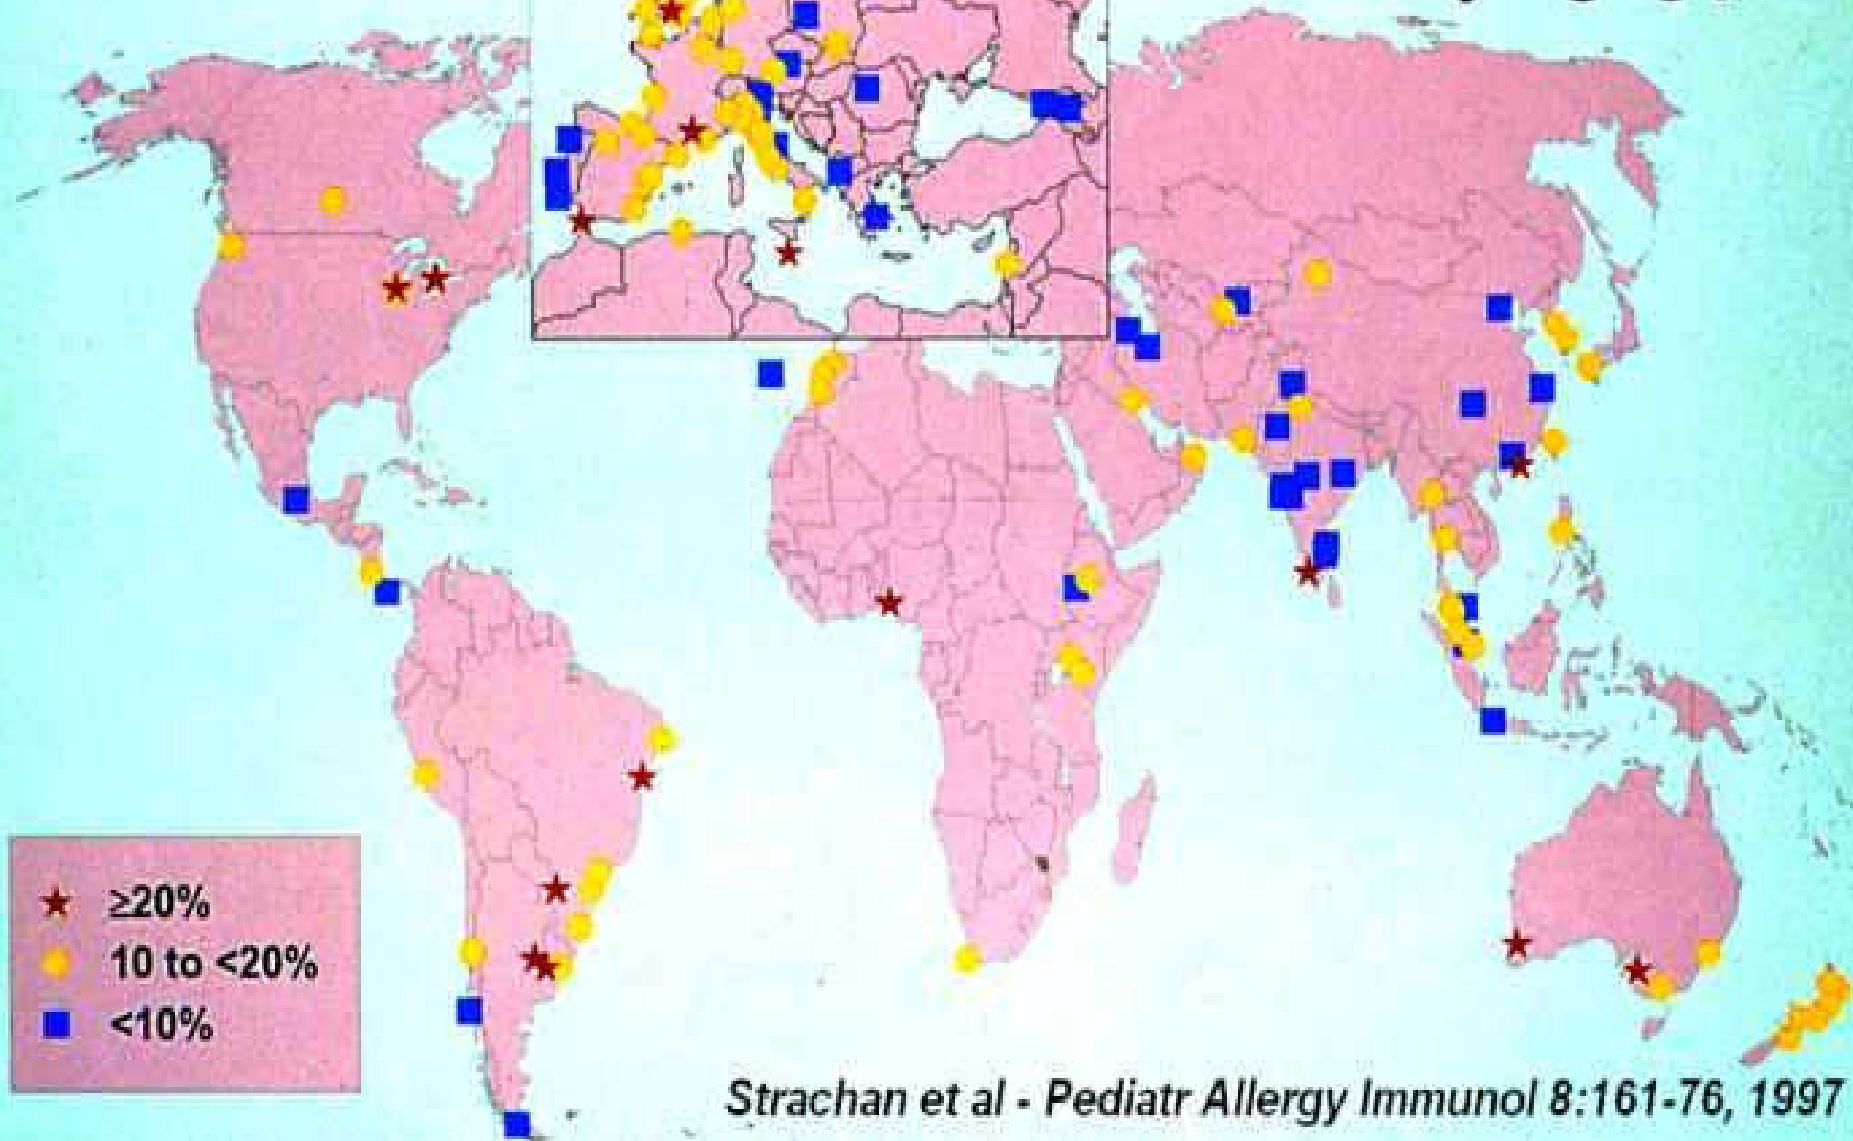 ≥20%
10 to <20%
<10%
Strachan et al - Pediatr Allergy Immunol 8:161-76, 1997